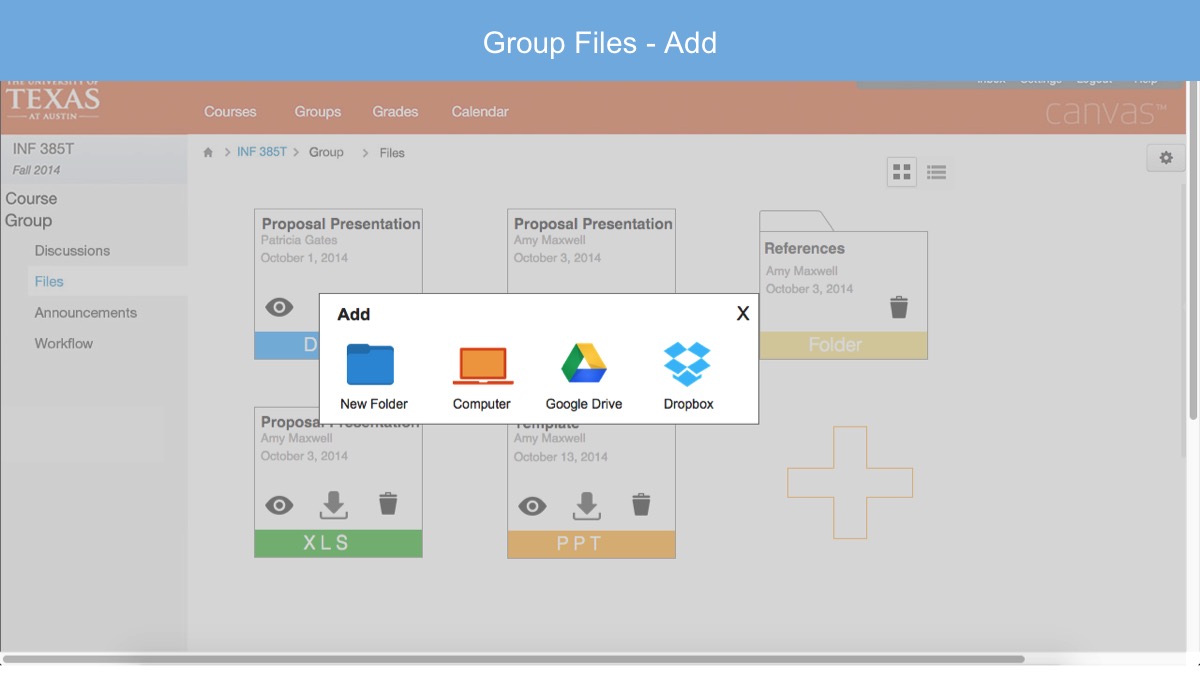 Group Files - Add
THE UNIVERSITY OF
TEXAS
AT AUSTIN
Inbox Settings Logout Help
Courses Groups Grades Calendar
canvas™
INF 385T
Fall 2014
> INF 385T > Group > Files
Course
Group
Discussions
Files
Announcements
Workflow
Proposal Presentation
Patricia Gates
October 1, 2014
D
Proposal Presentation
Amy Maxwell
October 3, 2014
References
Amy Maxwell
October 3, 2014
Folder
Add
X
New Folder
Computer
Google Drive
Dropbox
Proposal Presentation
Amy Maxwell
October 3, 2014
XLS
Template
Amy Maxwell
October 13, 2014
PPT